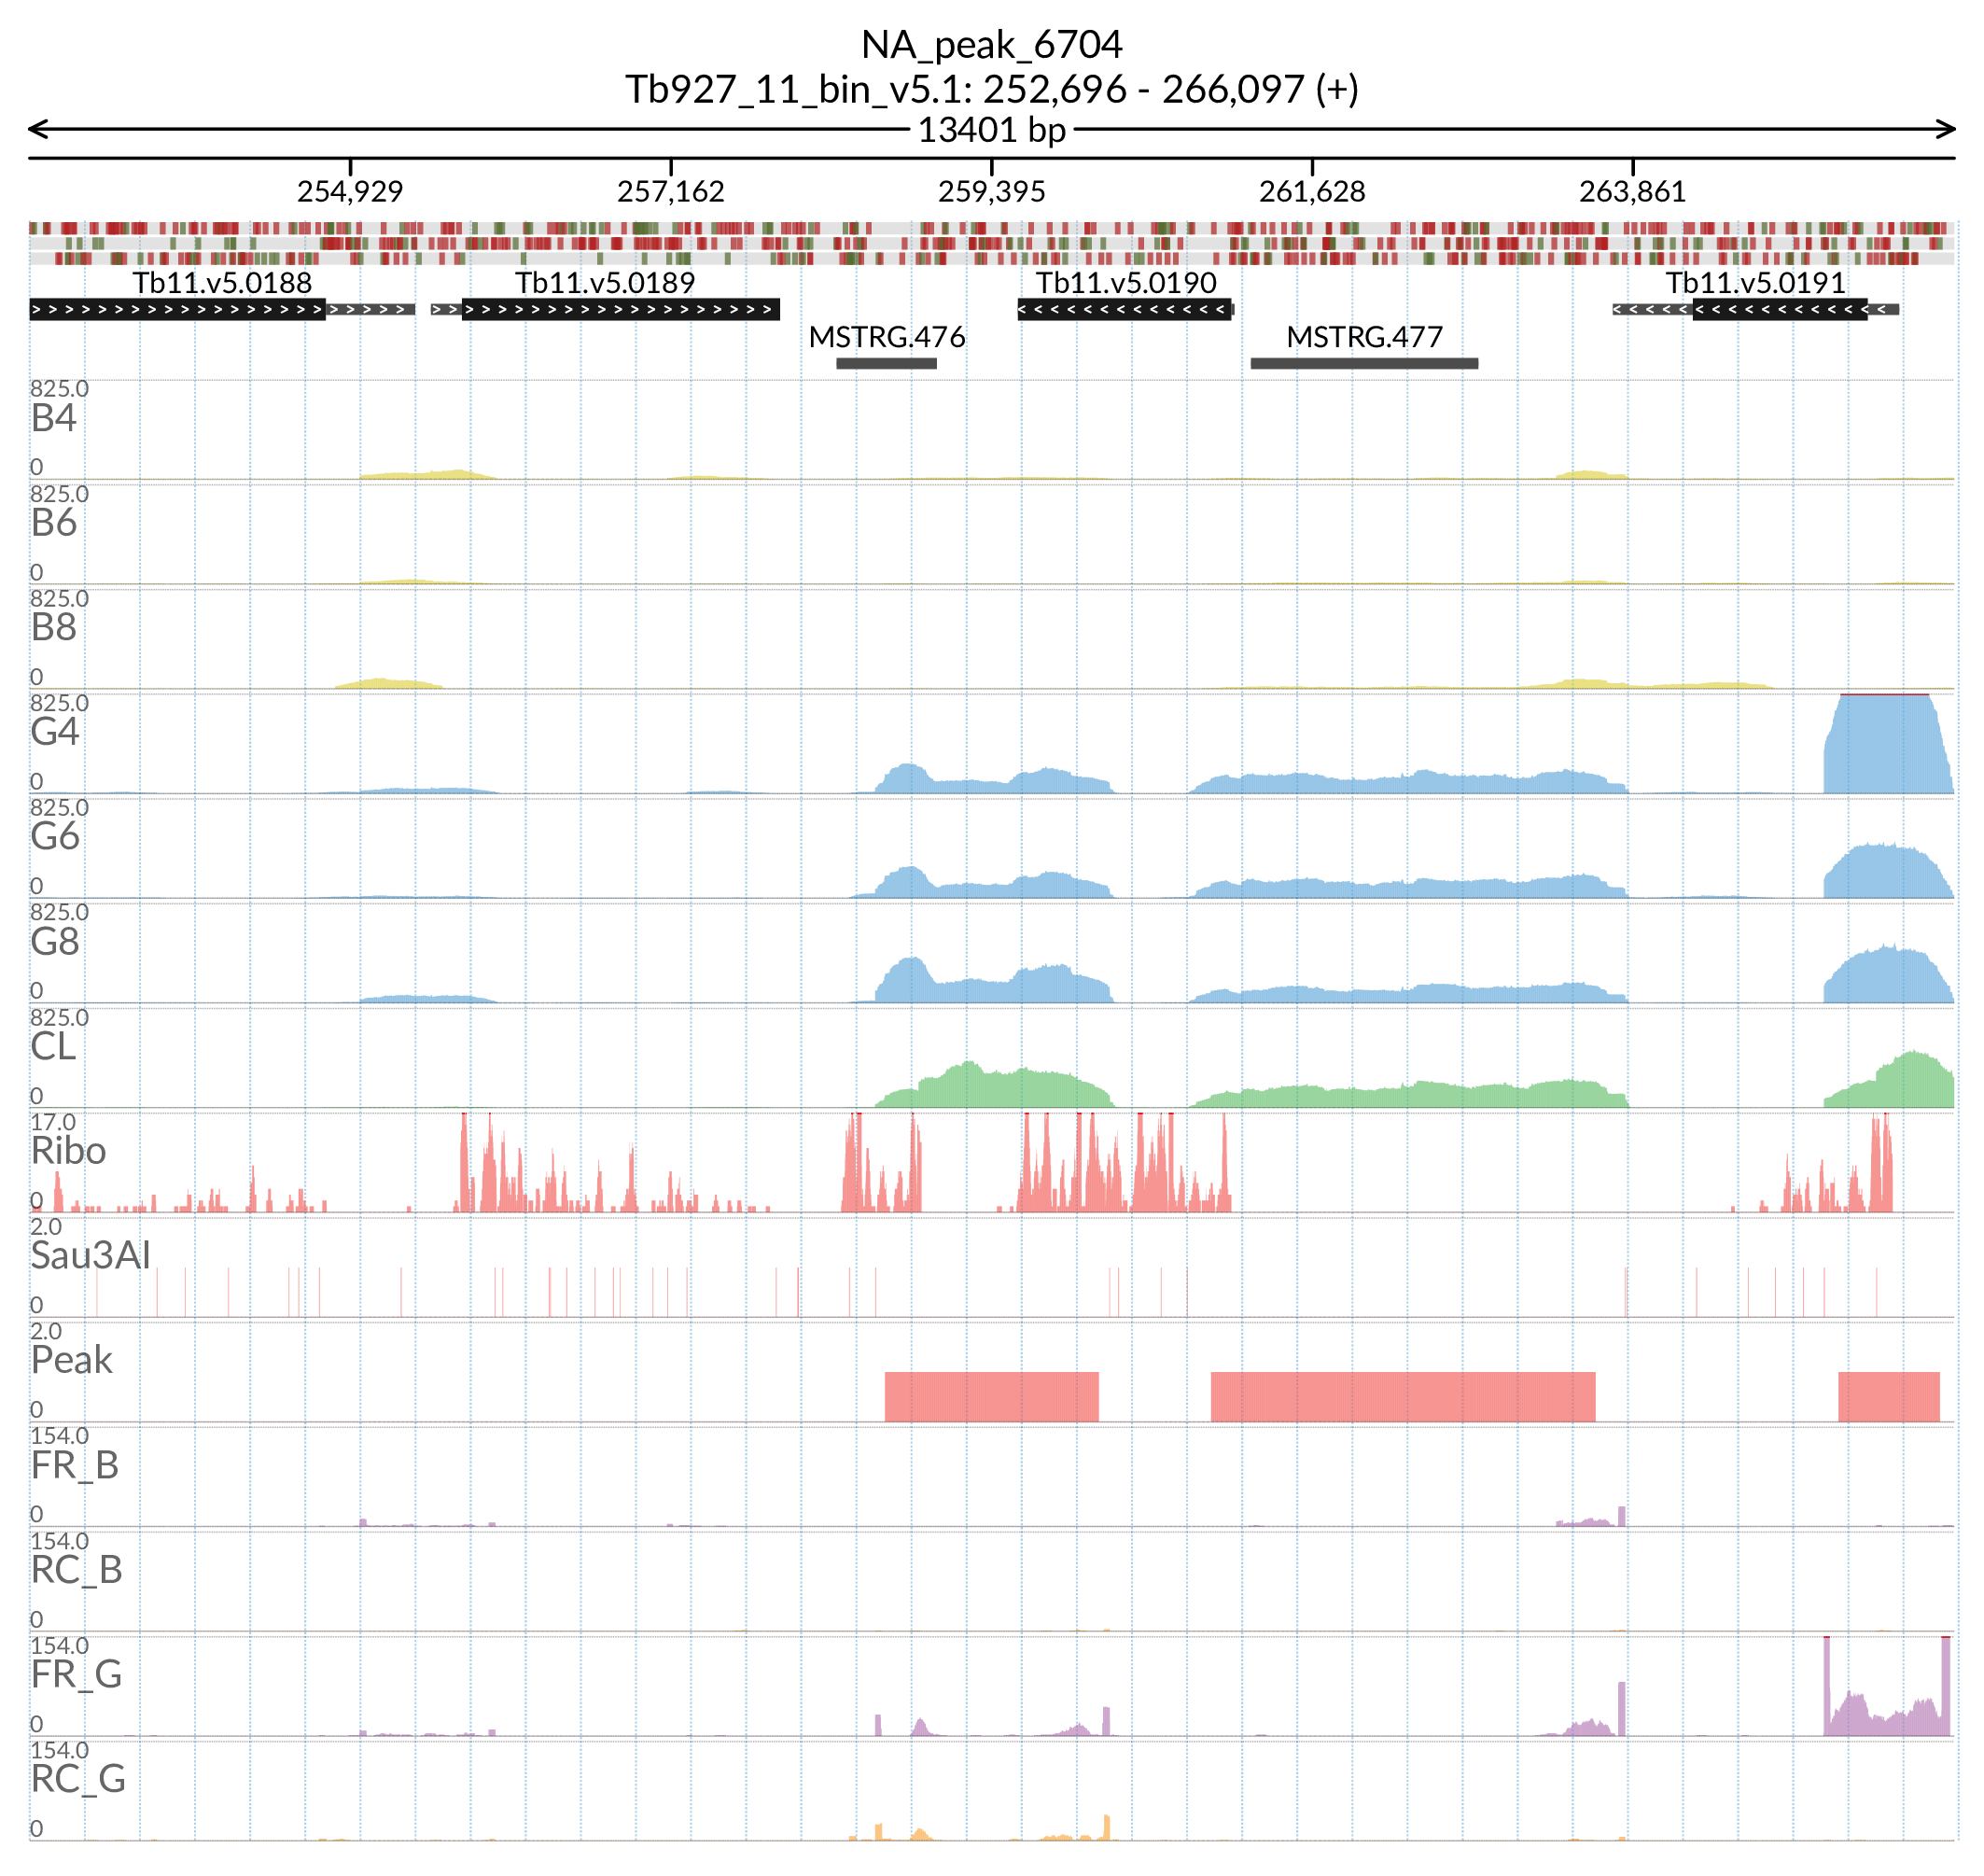 NA_peak_6704
Tb927_11_bin_v5.1: 252,696 - 266,097 (+)
13401 bp
254,929 257,162 259,395 261,628 263,861
Tb11.v5.0188 Tb11.v5.0189 Tb11.v5.0190 Tb11.v5.0191
MSTRG.476 MSTRG.477
825.0
B4
0
825.0
B6
0
825.0
B8
0
825.0
G4
0
825.0
G6
0
825.0
G8
0
825.0
CL
0
17.0
Ribo
0
2.0
Sau3AI
0
2.0
Peak
0
154.0
FR_B
0
154.0
RC_B
0
154.0
FR_G
0
154.0
RC_G
0